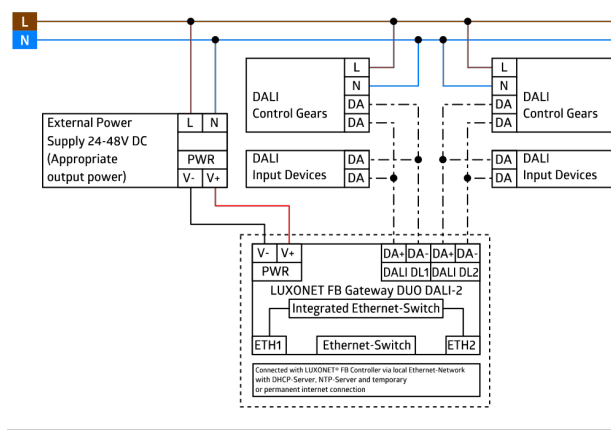 L
N
DALI
Control Gears
L
N
DA
DA
L
N
DA
DA
DALI
Control Gears
External Power
Supply 24-48V DC
(Appropriate
output power)
L N
PWR
V- V+
DALI
Input Devices
DA
DA
DA
DA
DALI
Input Devices
V- V+
PWR
DA+ DA- DA+ DA-
DALI DL1 DALI DL2
LUXONET FB Gateway DUO DALI-2
Integrated Ethernet-Switch
ETH1 Ethernet-Switch ETH2
Connected with LUXONET® FB Controller via local Ethernet-Network
with DHCP-Server, NTP-Server and temporary
or permanent internet connection